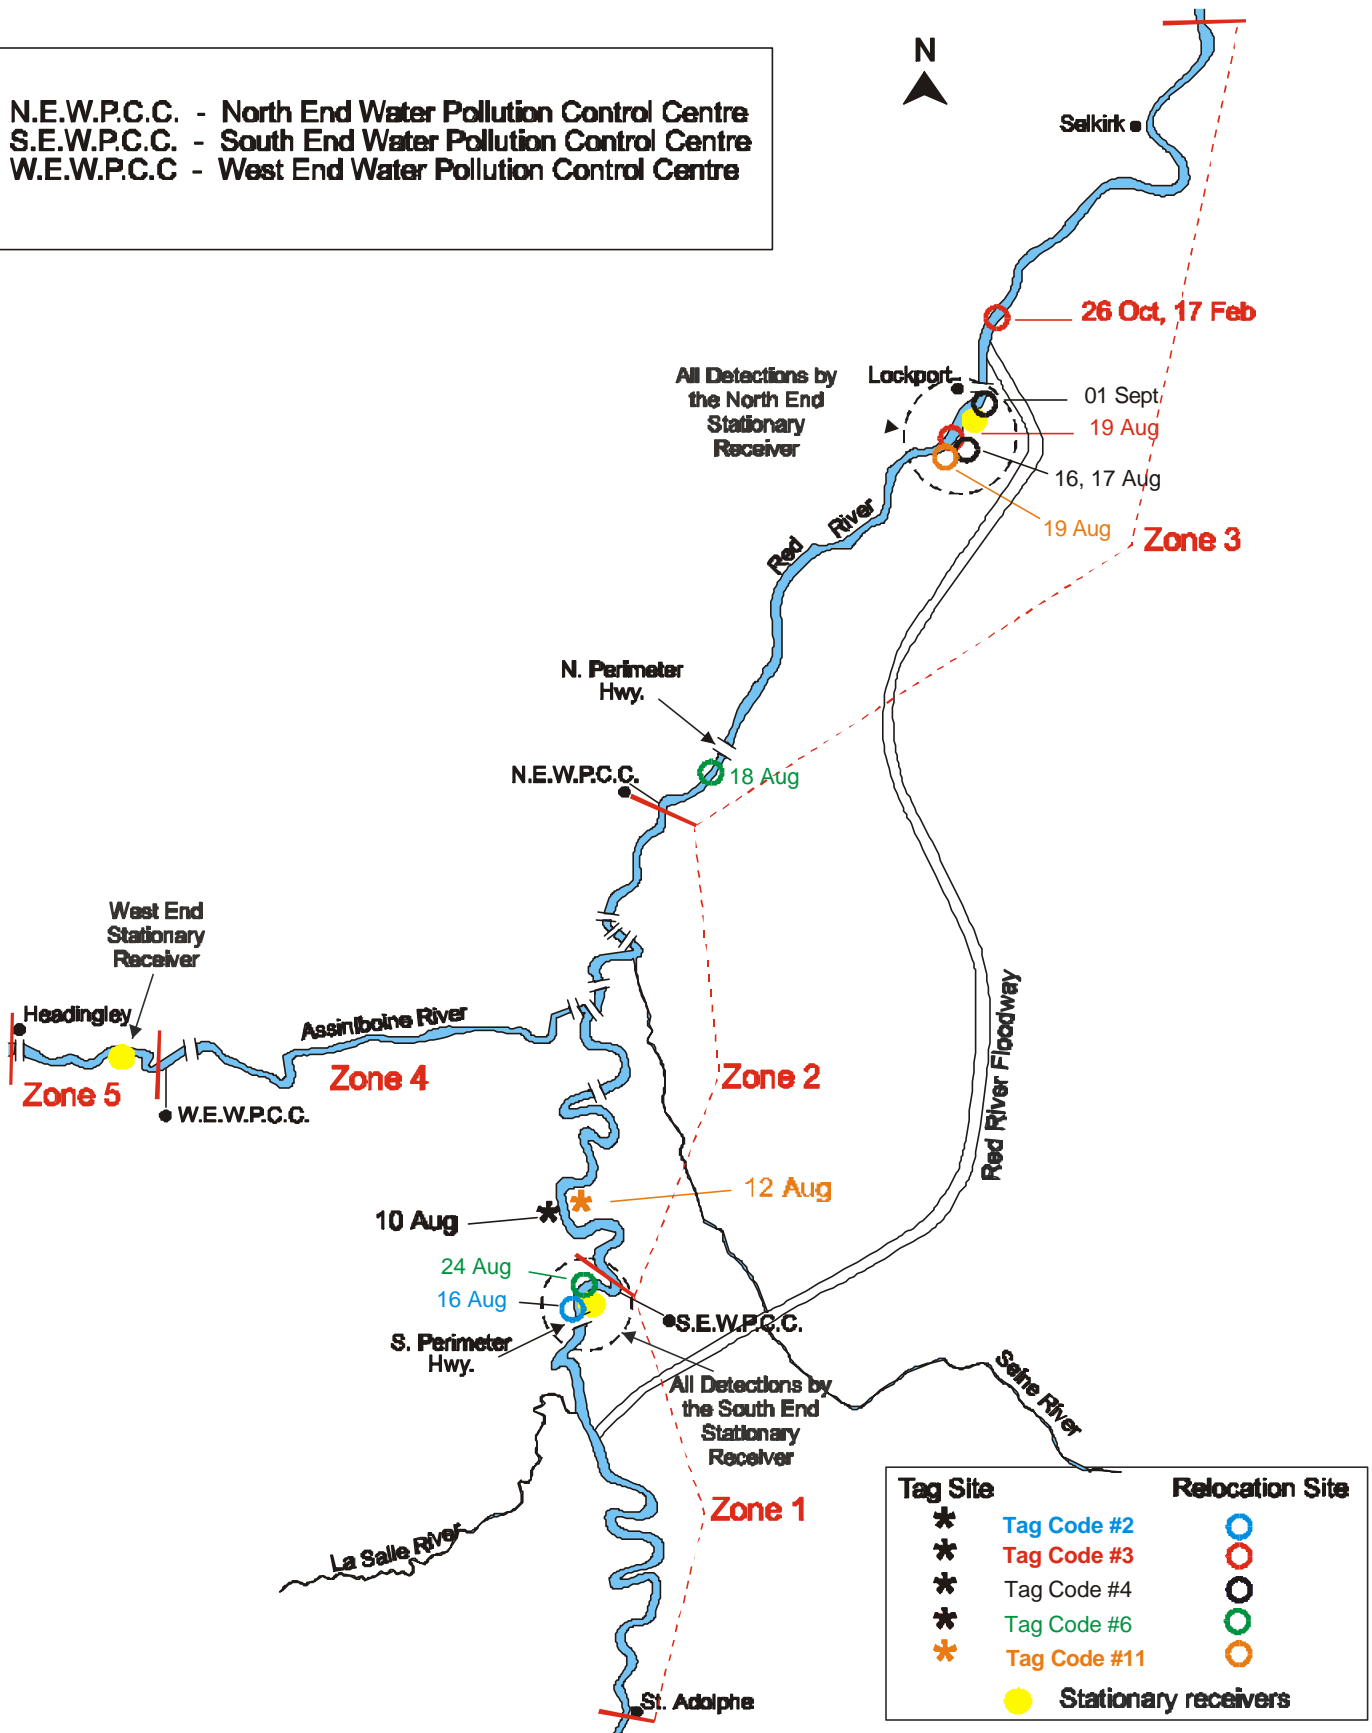 N.E.W.P.C.C. - North End Water Pollution Control Centre
S.E.W.P.C.C. - South End Water Pollution Control Centre
W.E.W.P.C.C - West End Water Pollution Control Centre
N
Selkirk
26 Oct, 17 Feb
All Detections by
the North End
Stationary
Receiver
Lockport
01 Sept
19 Aug
16, 17 Aug
19 Aug
Zone 3
Red River
N. Perimeter
Hwy.
N.E.W.P.C.C.
18 Aug
West End
Stationary
Receiver
Headingley
Assiniboine River
Zone 5
Zone 4
W.E.W.P.C.C.
Zone 2
Red River Floodway
12 Aug
10 Aug
24 Aug
16 Aug
S. Perimeter
Hwy.
S.E.W.P.C.C.
All Detections by
the South End
Stationary
Receiver
Seine River
Zone 1
La Salle River
St. Adolphe
Tag Site Relocation Site
Tag Code #2
Tag Code #3
Tag Code #4
Tag Code #6
Tag Code #11
Stationary receivers